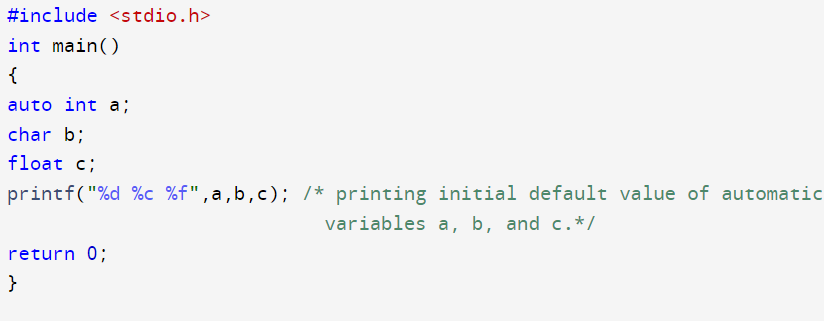 #include <stdio.h>
int main()
{
auto int a;
char b;
float c;
printf("%d %c %f",a,b,c); /* printing initial default value of automatic
variables a, b, and c.*/
return 0;
}